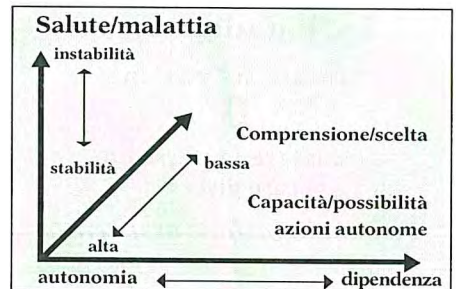 Salute/malattia
instabilità
stabilità
Comprensione/scelta
bassa
Capacità/possibilità
azioni autonome
alta
autonomia
dipendenza